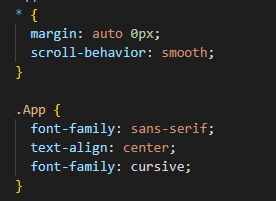 * {
margin: auto 0px;
scroll-behavior: smooth;
}
.App {
font-family: sans-serif;
text-align: center;
font-family: cursive;
}